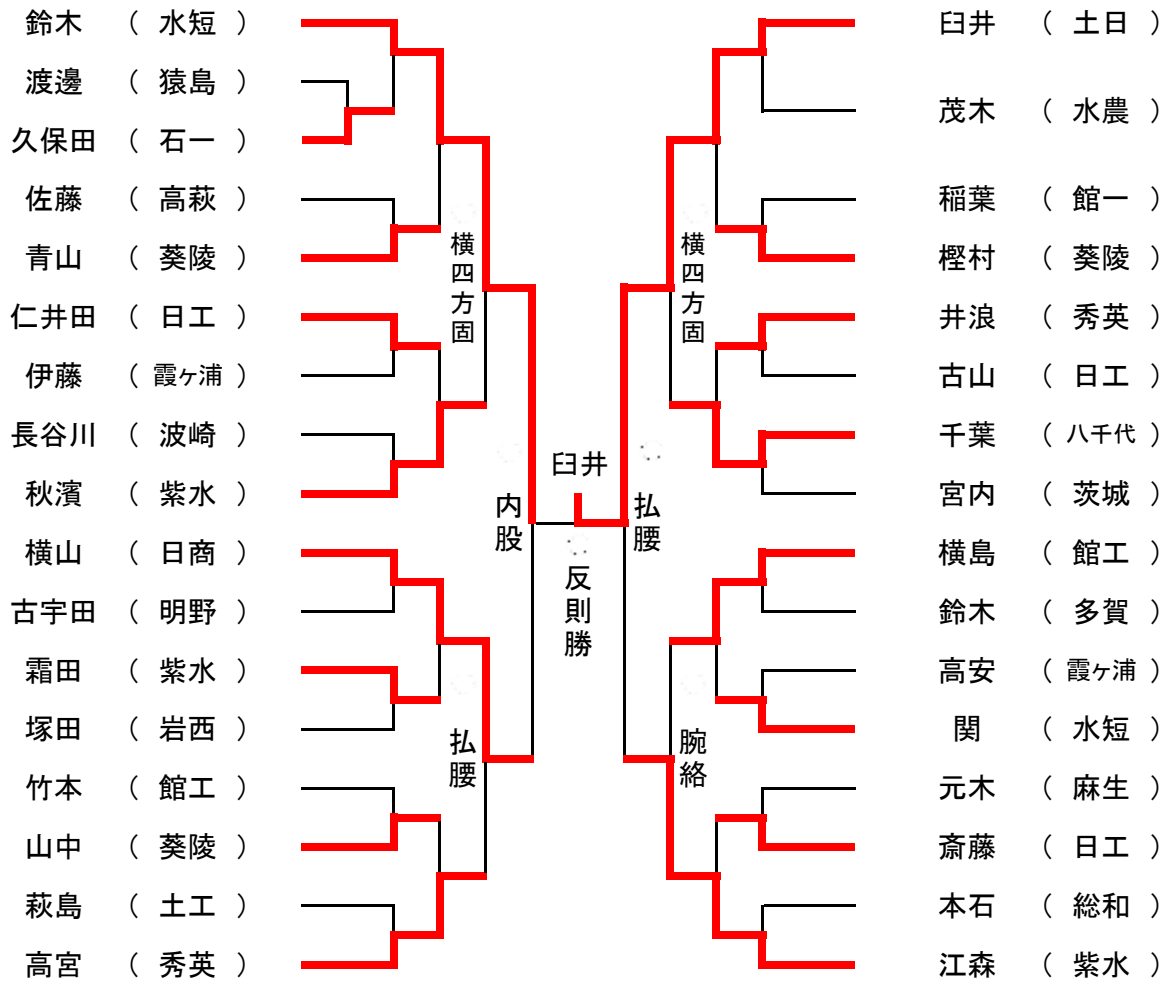 鈴木 （ 水短 ）
渡邊 （ 猿島 ）
久保田 （ 石一 ）
佐藤 （ 高萩 ）
青山 （ 葵陵 ）
仁井田 （ 日工 ）
伊藤 （ 霞ヶ浦 ）
長谷川 （ 波崎 ）
秋濱 （ 紫水 ）
横山 （ 日商 ）
古宇田 （ 明野 ）
霜田 （ 紫水 ）
塚田 （ 岩西 ）
竹本 （ 館工 ）
山中 （ 葵陵 ）
萩島 （ 土工 ）
高宮 （ 秀英 ）
横四方固
払腰
内股
臼井
反則勝
払腰
横四方固
腕絡
臼井 （ 土日 ）
茂木 （ 水農 ）
稲葉 （ 館一 ）
樫村 （ 葵陵 ）
井浪 （ 秀英 ）
古山 （ 日工 ）
千葉 （ 八千代 ）
宮内 （ 茨城 ）
横島 （ 館工 ）
鈴木 （ 多賀 ）
高安 （ 霞ヶ浦 ）
関 （ 水短 ）
元木 （ 麻生 ）
斎藤 （ 日工 ）
本石 （ 総和 ）
江森 （ 紫水 ）